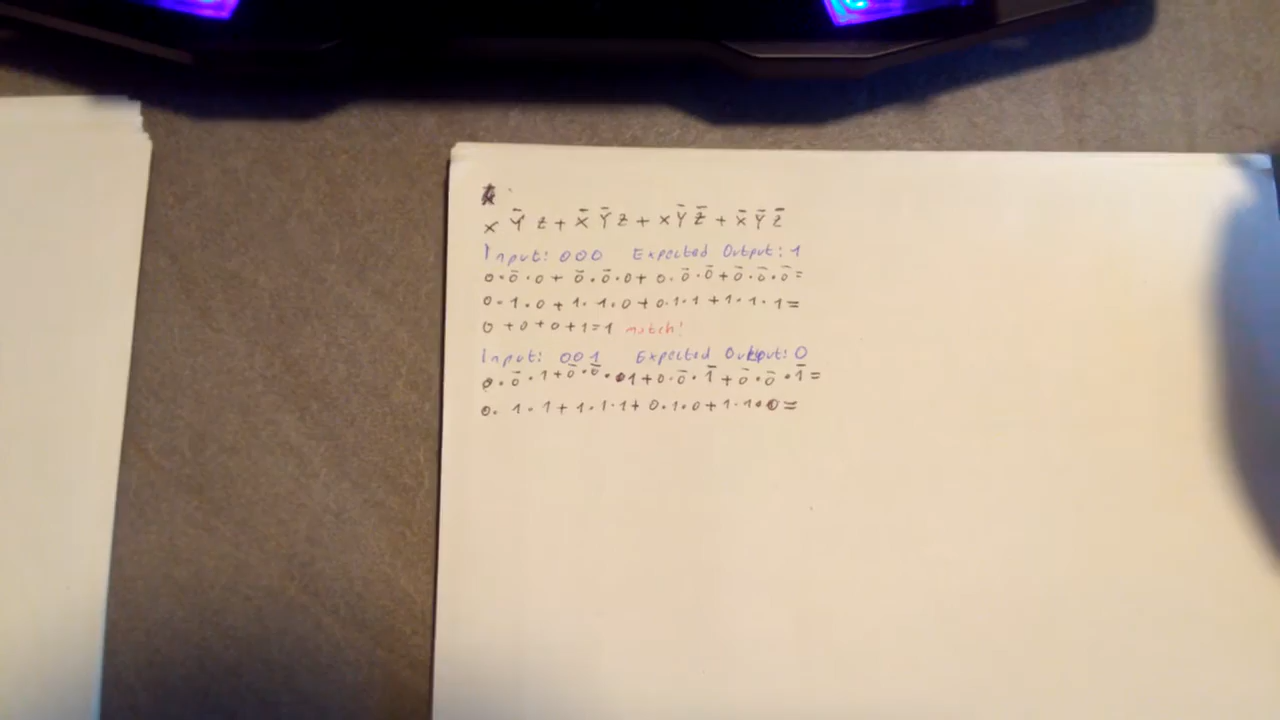 x Ȳ z + x̄ Ȳ z + x Ȳ z̄ + x̄ Ȳ z̄
Input: 000 Expected Output: 1
0·0̄·0+0̄·0̄·0+0·0̄·0̄+0̄·0̄·0̄=
0·1·0+1·1·0+0·1·1+1·1·1=
0+0+0+1=1 match!
Input: 001 Expected Output: 0
0·0̄·1+0̄·0̄·1+0·0̄·1̄+0̄·0̄·1̄=
0·1·1+1·1·1+0·1·0+1·1·0=